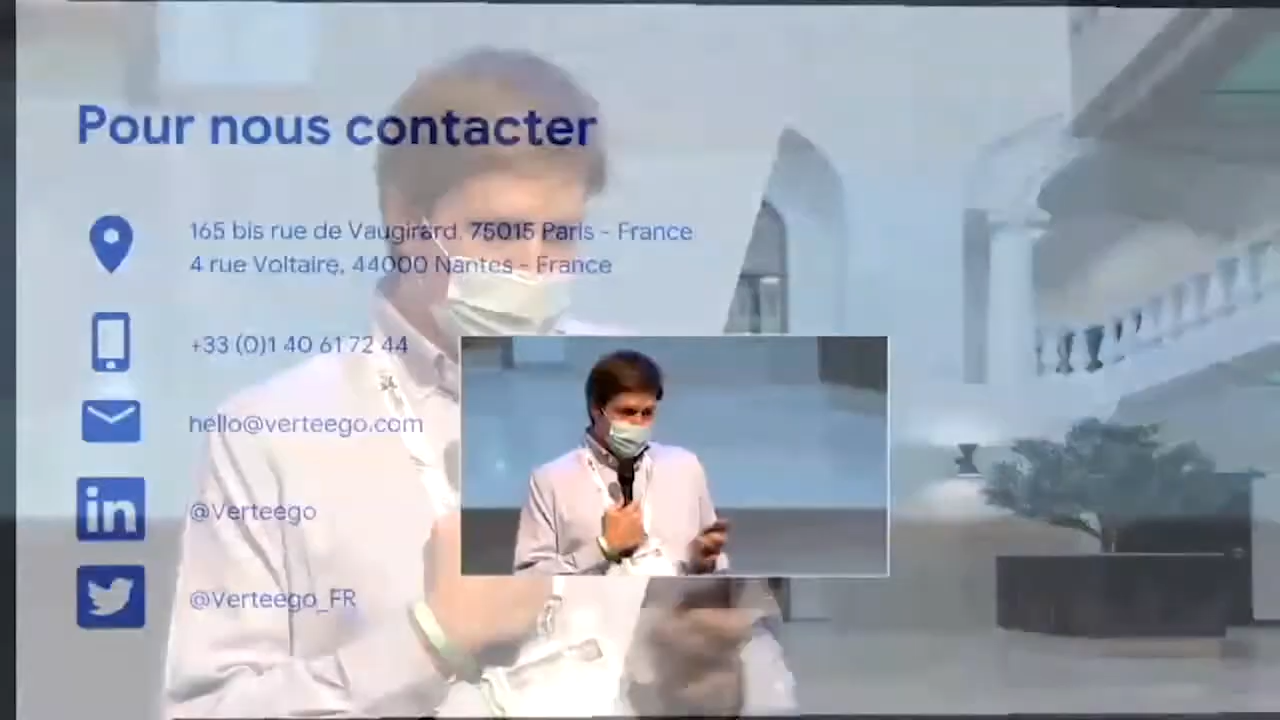 Pour nous contacter
165 bis rue de Vaugirard, 75015 Paris - France
4 rue Voltaire, 44000 Nantes - France
+33 (0)1 40 61 72 44
hello@verteego.com
in
@Verteego
@Verteego_FR